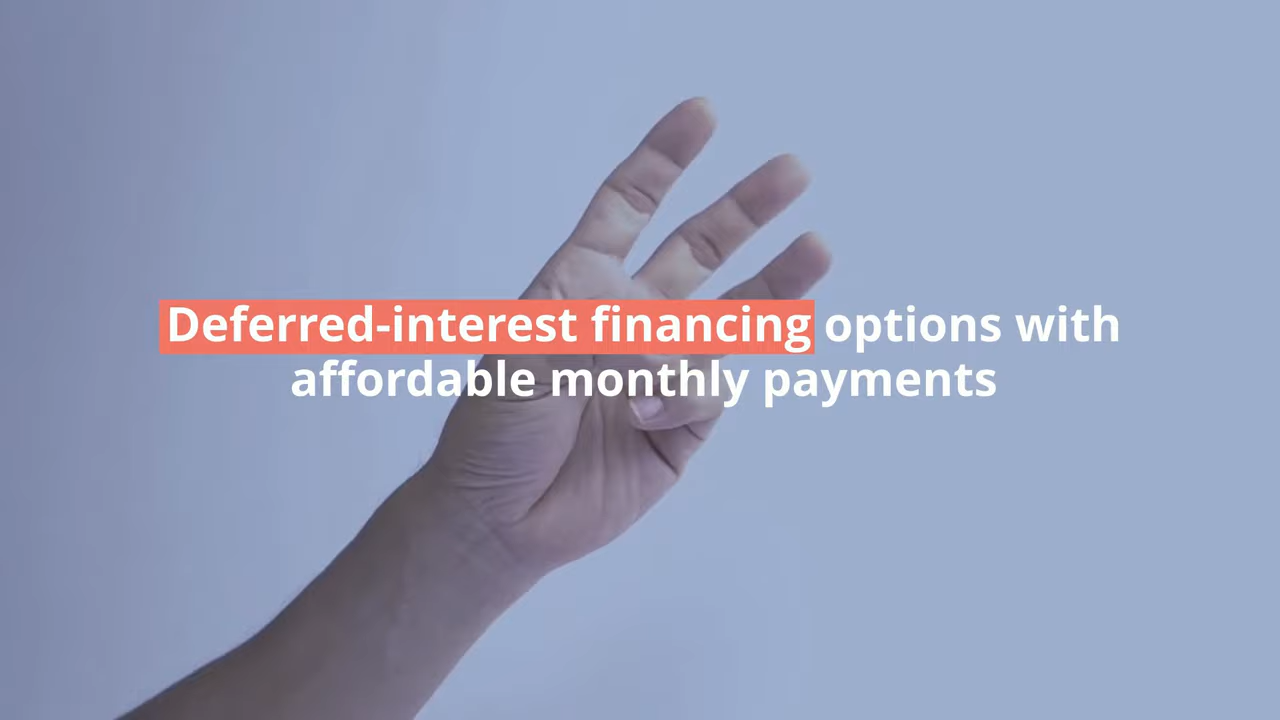 Deferred-interest financing options with
affordable monthly payments